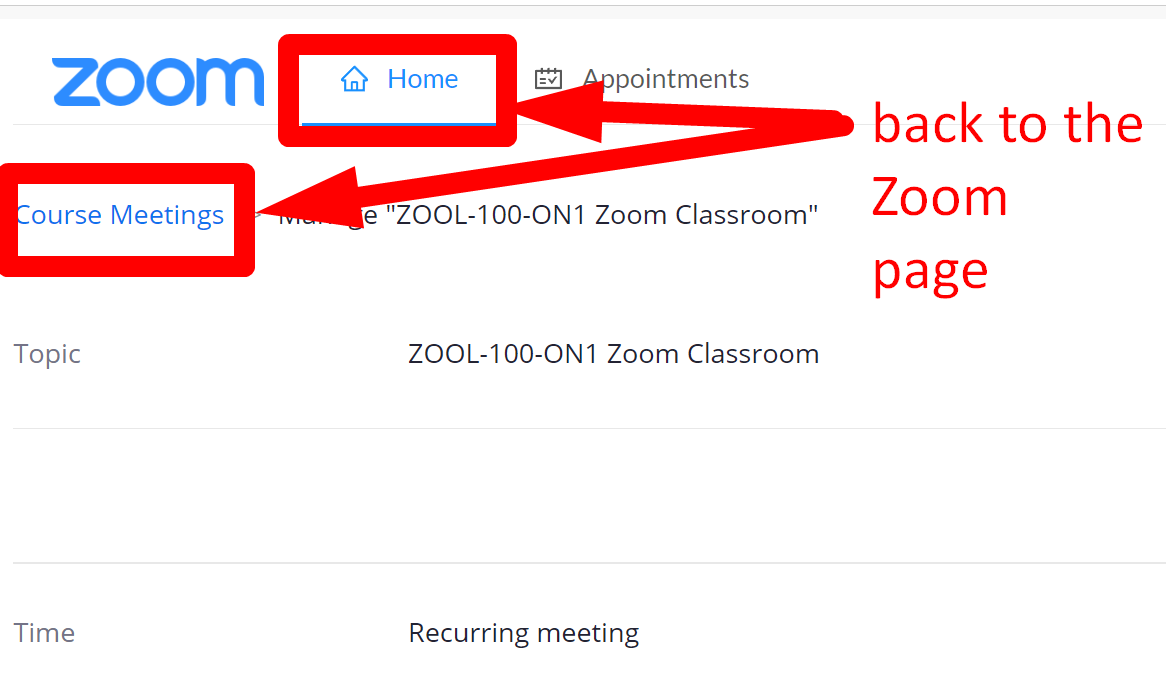 zoom Home Appointments
back to the
Zoom
page
Course Meetings > Manage "ZOOL-100-ON1 Zoom Classroom"
Topic ZOOL-100-ON1 Zoom Classroom
Time Recurring meeting